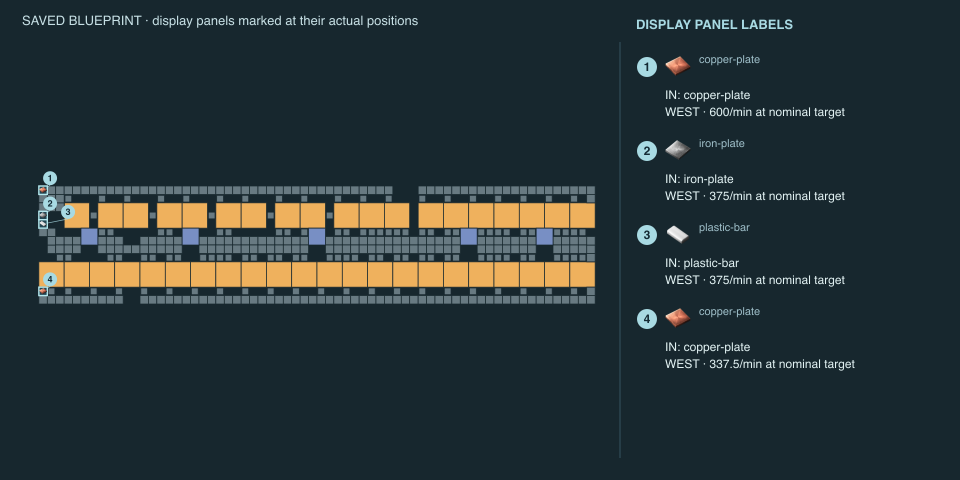 SAVED BLUEPRINT · display panels marked at their actual positions
1
2
3
4
DISPLAY PANEL LABELS
1
copper-plate
IN: copper-plate
WEST · 600/min at nominal target
2
iron-plate
IN: iron-plate
WEST · 375/min at nominal target
3
plastic-bar
IN: plastic-bar
WEST · 375/min at nominal target
4
copper-plate
IN: copper-plate
WEST · 337.5/min at nominal target